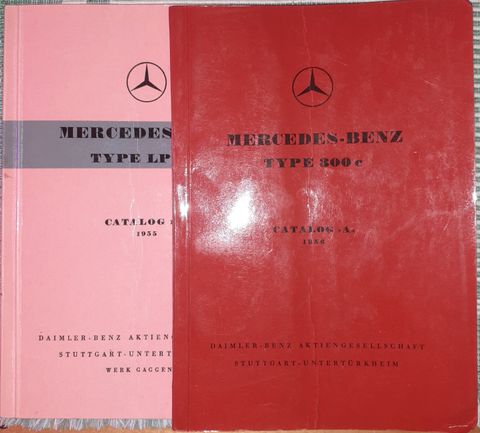 MERCEDES
TYPE LP
CATALOG
1955
DAIMLER-BENZ AKTIENG
STUTTGART-UNTERT
WERK GAGGEN
MERCEDES-BENZ
TYPE 300 c
CATALOG „A“
1956
DAIMLER-BENZ AKTIENGESELLSCHAFT
STUTTGART-UNTERTÜRKHEIM